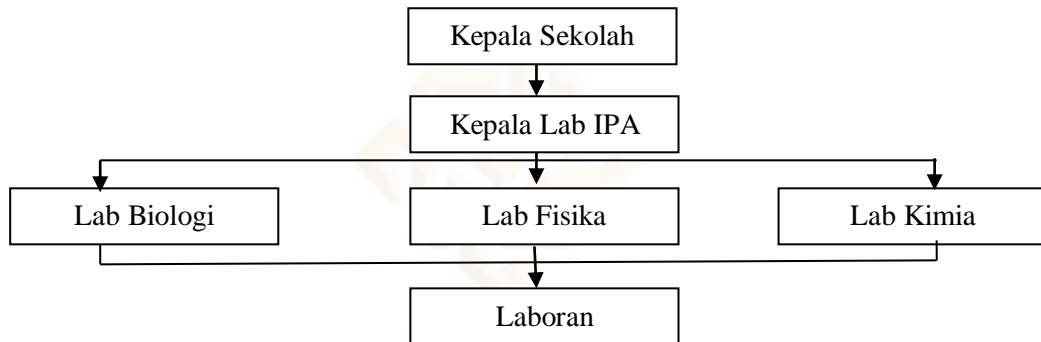 Kepala Sekolah
Kepala Lab IPA
Lab Biologi
Lab Fisika
Lab Kimia
Laboran